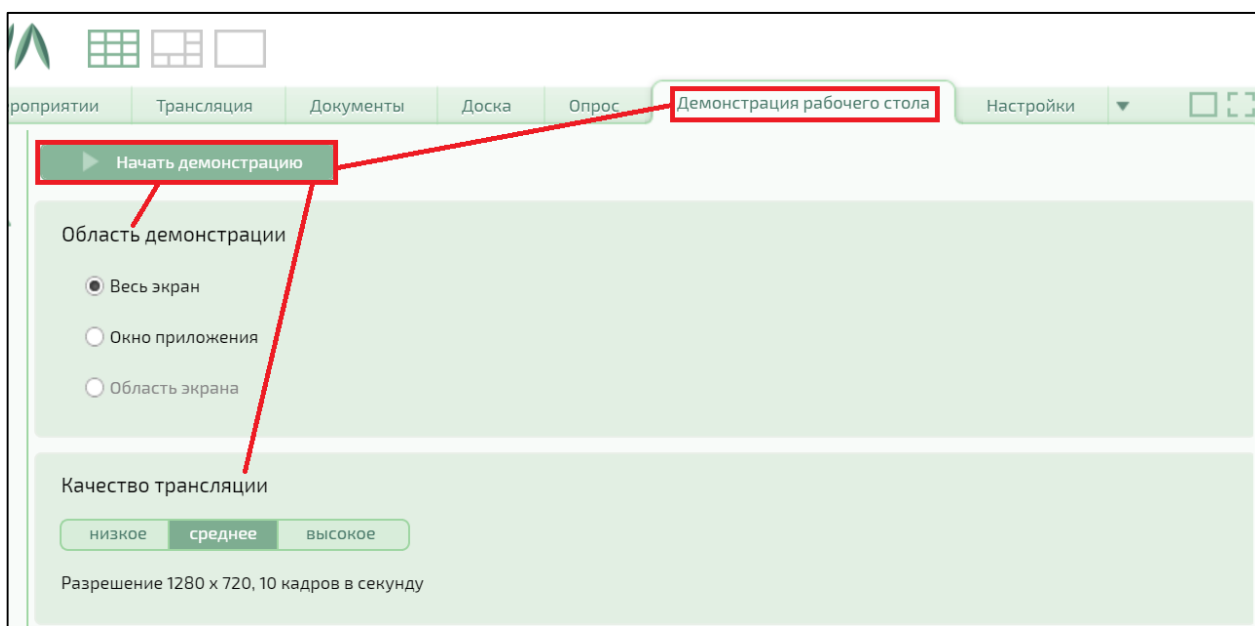 роприятии Трансляция Документы Доска Опрос Демонстрация рабочего стола Настройки
Начать демонстрацию
Область демонстрации
Весь экран
Окно приложения
Область экрана
Качество трансляции
низкое среднее высокое
Разрешение 1280 x 720, 10 кадров в секунду